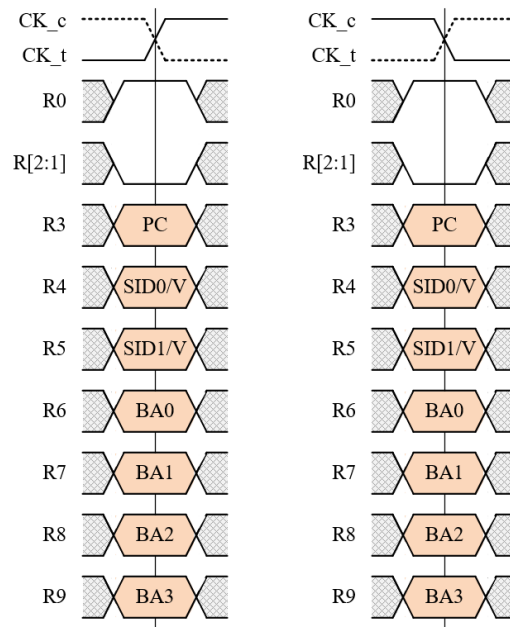 CK_c
CK_t
R0
R[2:1]
R3 PC
R4 SID0/V
R5 SID1/V
R6 BA0
R7 BA1
R8 BA2
R9 BA3
CK_c
CK_t
R0
R[2:1]
R3 PC
R4 SID0/V
R5 SID1/V
R6 BA0
R7 BA1
R8 BA2
R9 BA3